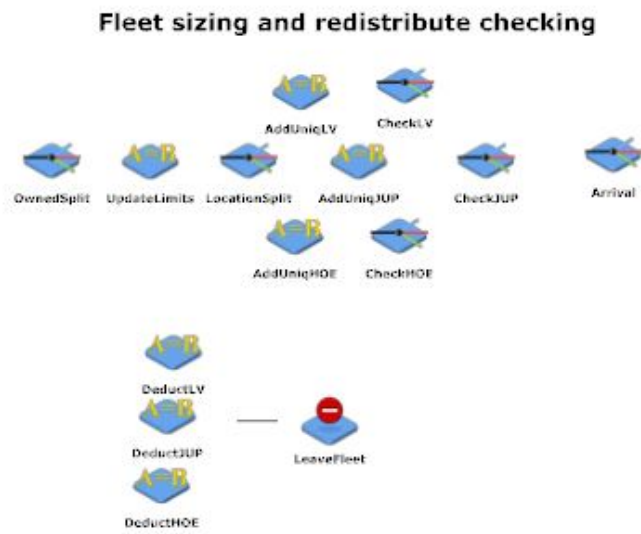 Fleet sizing and redistribute checking
A=B
AddUniqLV
CheckLV
OwnedSplit
A=B
UpdateLimits
LocationSplit
A=B
AddUniqJUP
CheckJUP
Arrival
A=B
AddUniqHOE
CheckHOE
A=B
DeductLV
A=B
DeductJUP
LeaveFleet
A=B
DeductHOE